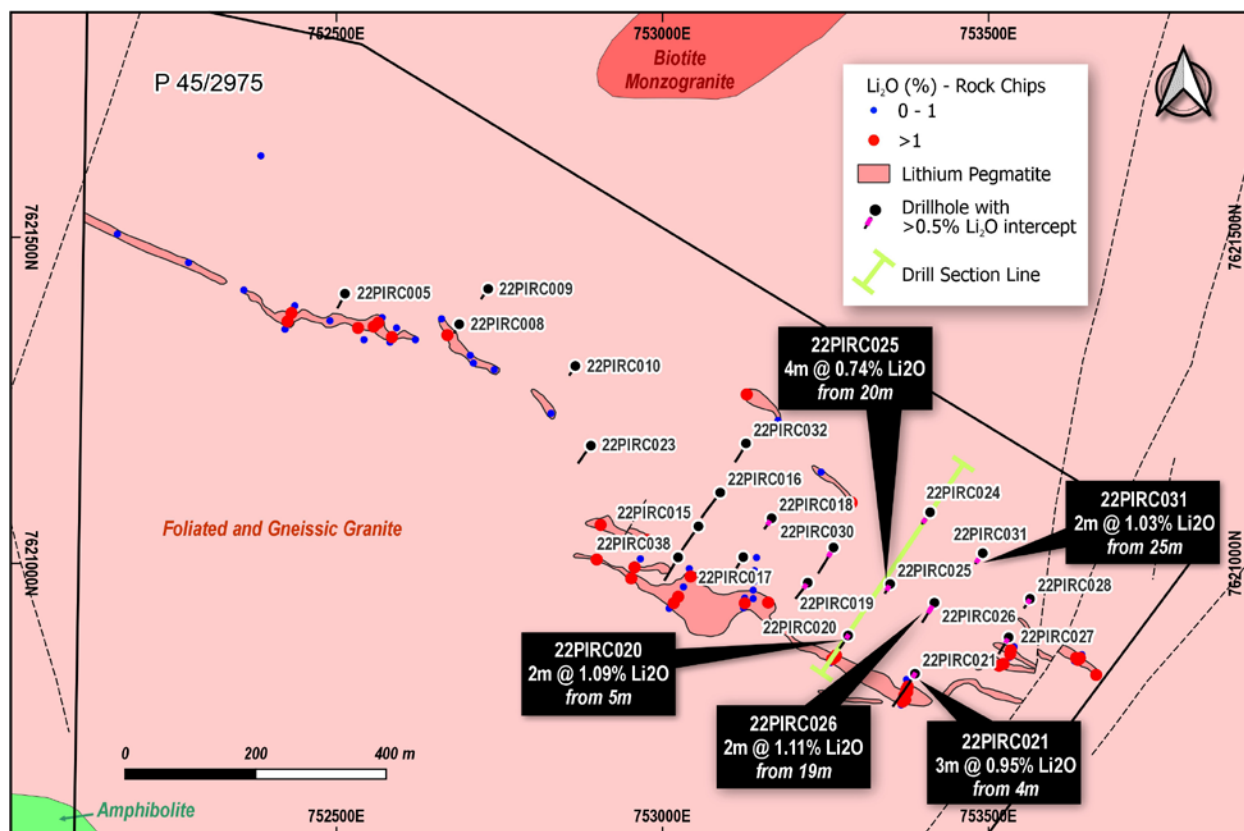 752500E
753000E
753500E
Biotite
Monzogranite
P 45/2975
Li2O (%) - Rock Chips
0 - 1
>1
Lithium Pegmatite
Drillhole with
>0.5% Li2O intercept
Drill Section Line
7621500N
7621500N
22PIRC005
22PIRC009
22PIRC008
22PIRC010
22PIRC025
4m @ 0.74% Li2O
from 20m
22PIRC032
22PIRC023
22PIRC016
22PIRC024
22PIRC031
2m @ 1.03% Li2O
from 25m
22PIRC015
22PIRC018
22PIRC030
22PIRC031
Foliated and Gneissic Granite
22PIRC038
22PIRC017
22PIRC025
22PIRC028
7621000N
7621000N
22PIRC019
22PIRC026
22PIRC020
22PIRC027
22PIRC021
22PIRC020
2m @ 1.09% Li2O
from 5m
22PIRC026
2m @ 1.11% Li2O
from 19m
22PIRC021
3m @ 0.95% Li2O
from 4m
0
200
400 m
Amphibolite
752500E
753000E
753500E